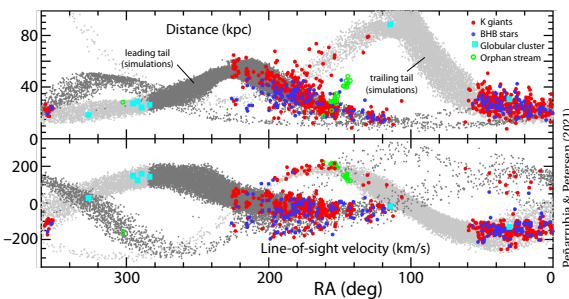 Distance (kpc)
K giants
BHB stars
Globular cluster
Orphan stream
leading tail
(simulations)
trailing tail
(simulations)
80
40
0
0
200
0
−200
Line-of-sight velocity (km/s)
300
200
100
0
RA (deg)
Peñarrubia & Petersen (2021)